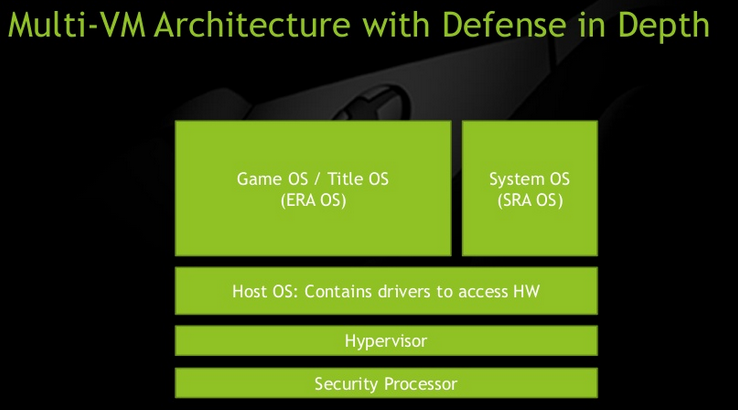 Multi-VM Architecture with Defense in Depth
Game OS / Title OS
(ERA OS)
System OS
(SRA OS)
Host OS: Contains drivers to access HW
Hypervisor
Security Processor